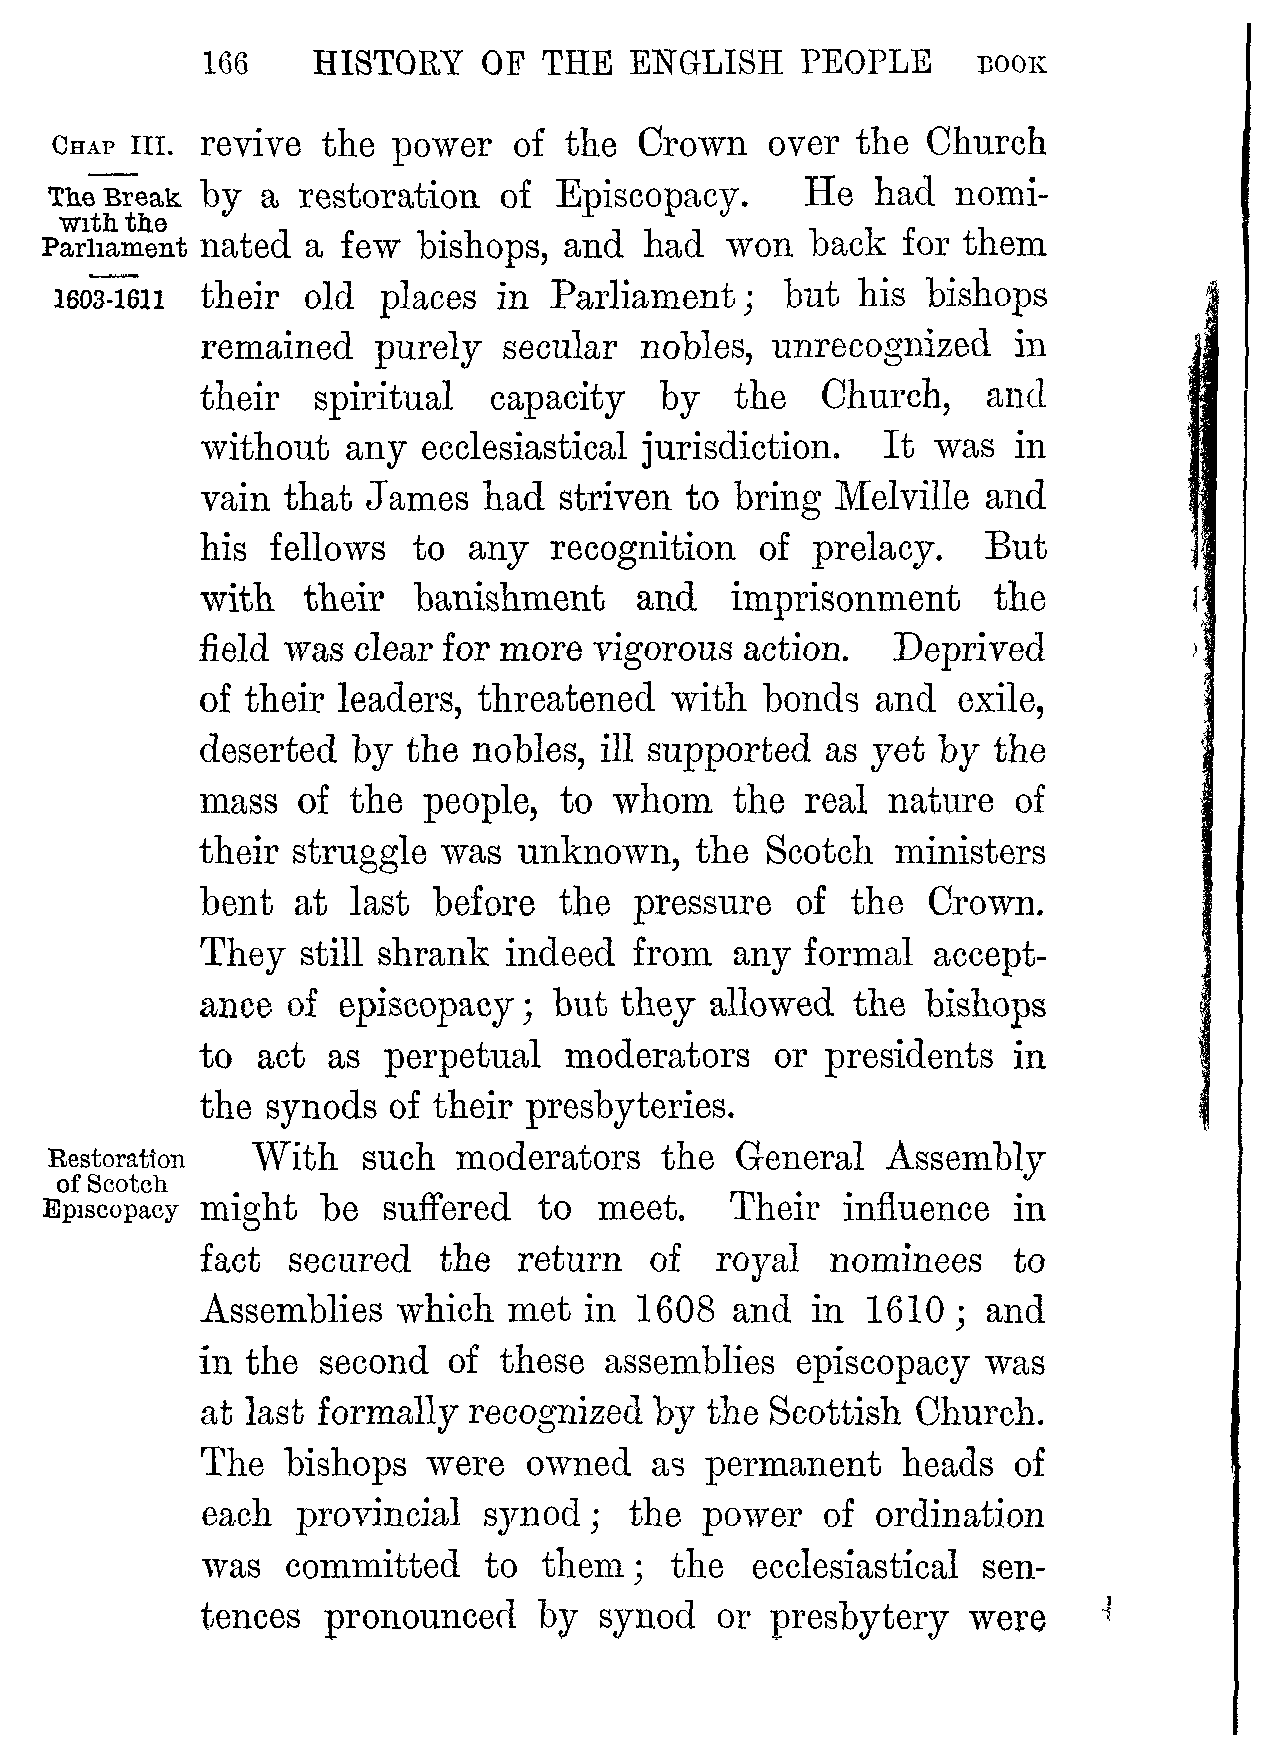 166 HISTORY OF THE ENGLISH PEOPLE BOOK
CHAP III.
The Break
with the
Parliament
1603-1611
revive the power of the Crown over the Church
by a restoration of Episcopacy. He had nomi-
nated a few bishops, and had won back for them
their old places in Parliament; but his bishops
remained purely secular nobles, unrecognized in
their spiritual capacity by the Church, and
without any ecclesiastical jurisdiction. It was in
vain that James had striven to bring Melville and
his fellows to any recognition of prelacy. But
with their banishment and imprisonment the
field was clear for more vigorous action. Deprived
of their leaders, threatened with bonds and exile,
deserted by the nobles, ill supported as yet by the
mass of the people, to whom the real nature of
their struggle was unknown, the Scotch ministers
bent at last before the pressure of the Crown.
They still shrank indeed from any formal accept-
ance of episcopacy; but they allowed the bishops
to act as perpetual moderators or presidents in
the synods of their presbyteries.
Restoration
of Scotch
Episcopacy
With such moderators the General Assembly
might be suffered to meet. Their influence in
fact secured the return of royal nominees to
Assemblies which met in 1608 and in 1610; and
in the second of these assemblies episcopacy was
at last formally recognized by the Scottish Church.
The bishops were owned as permanent heads of
each provincial synod; the power of ordination
was committed to them; the ecclesiastical sen-
tences pronounced by synod or presbytery were